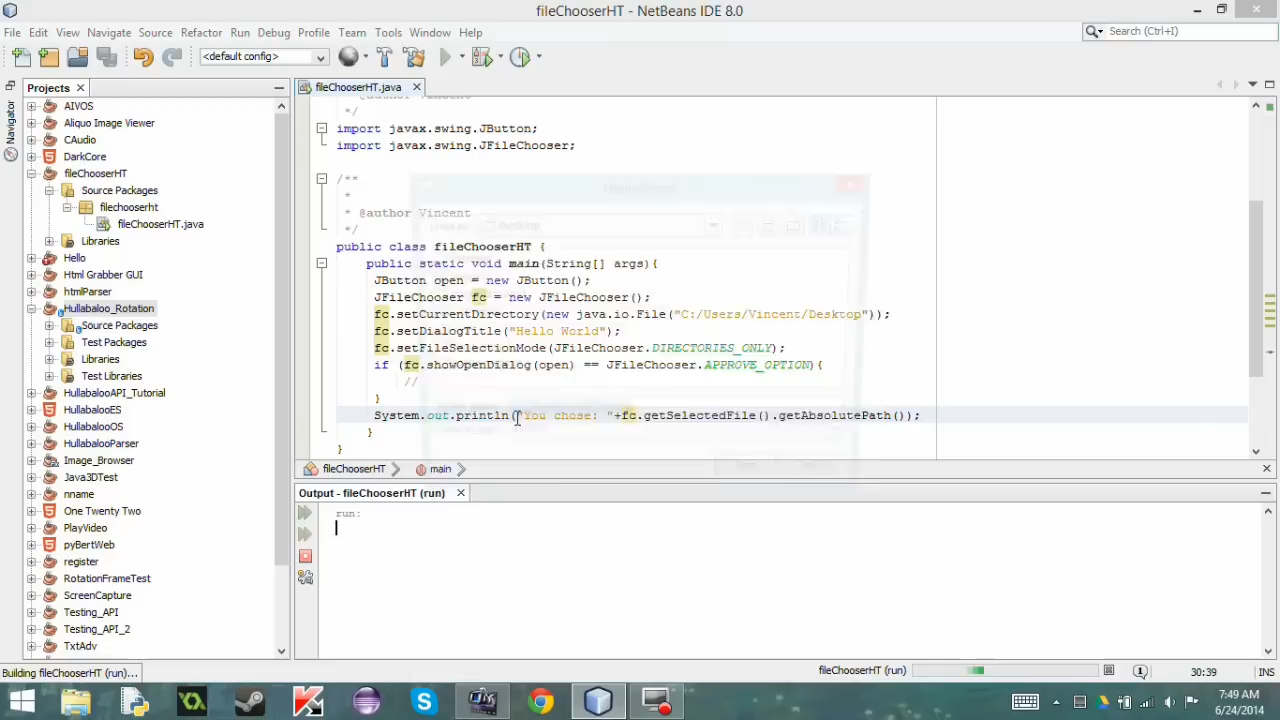 fileChooserHT - NetBeans IDE 8.0
File Edit View Navigate Source Refactor Run Debug Profile Team Tools Window Help
Search (Ctrl+I)
<default config>
Projects
fileChooserHT.java
Navigator
AIVOS
Aliquo Image Viewer
CAudio
DarkCore
fileChooserHT
Source Packages
filechooserht
fileChooserHT.java
Libraries
Hello
Html Grabber GUI
htmlParser
Hullabaloo_Rotation
Source Packages
Test Packages
Libraries
Test Libraries
HullabalooAPI_Tutorial
HullabalooES
HullabalooOS
HullabalooParser
Image_Browser
Java3DTest
nname
One Twenty Two
PlayVideo
pyBertWeb
register
RotationFrameTest
ScreenCapture
Testing_API
Testing_API_2
TxtAdv
*/
import javax.swing.JButton;
import javax.swing.JFileChooser;
/**
*
* @author Vincent
*/
public class fileChooserHT {
public static void main(String[] args){
JButton open = new JButton();
JFileChooser fc = new JFileChooser();
fc.setCurrentDirectory(new java.io.File("C:/Users/Vincent/Desktop"));
fc.setDialogTitle("Hello World");
fc.setFileSelectionMode(JFileChooser.DIRECTORIES_ONLY);
if (fc.showOpenDialog(open) == JFileChooser.APPROVE_OPTION){
//
}
System.out.println("You chose: "+fc.getSelectedFile().getAbsolutePath());
}
}
fileChooserHT main
Output - fileChooserHT (run)
run:
Building fileChooserHT (run)...
fileChooserHT (run)
1
30:39
INS
7:49 AM
6/24/2014